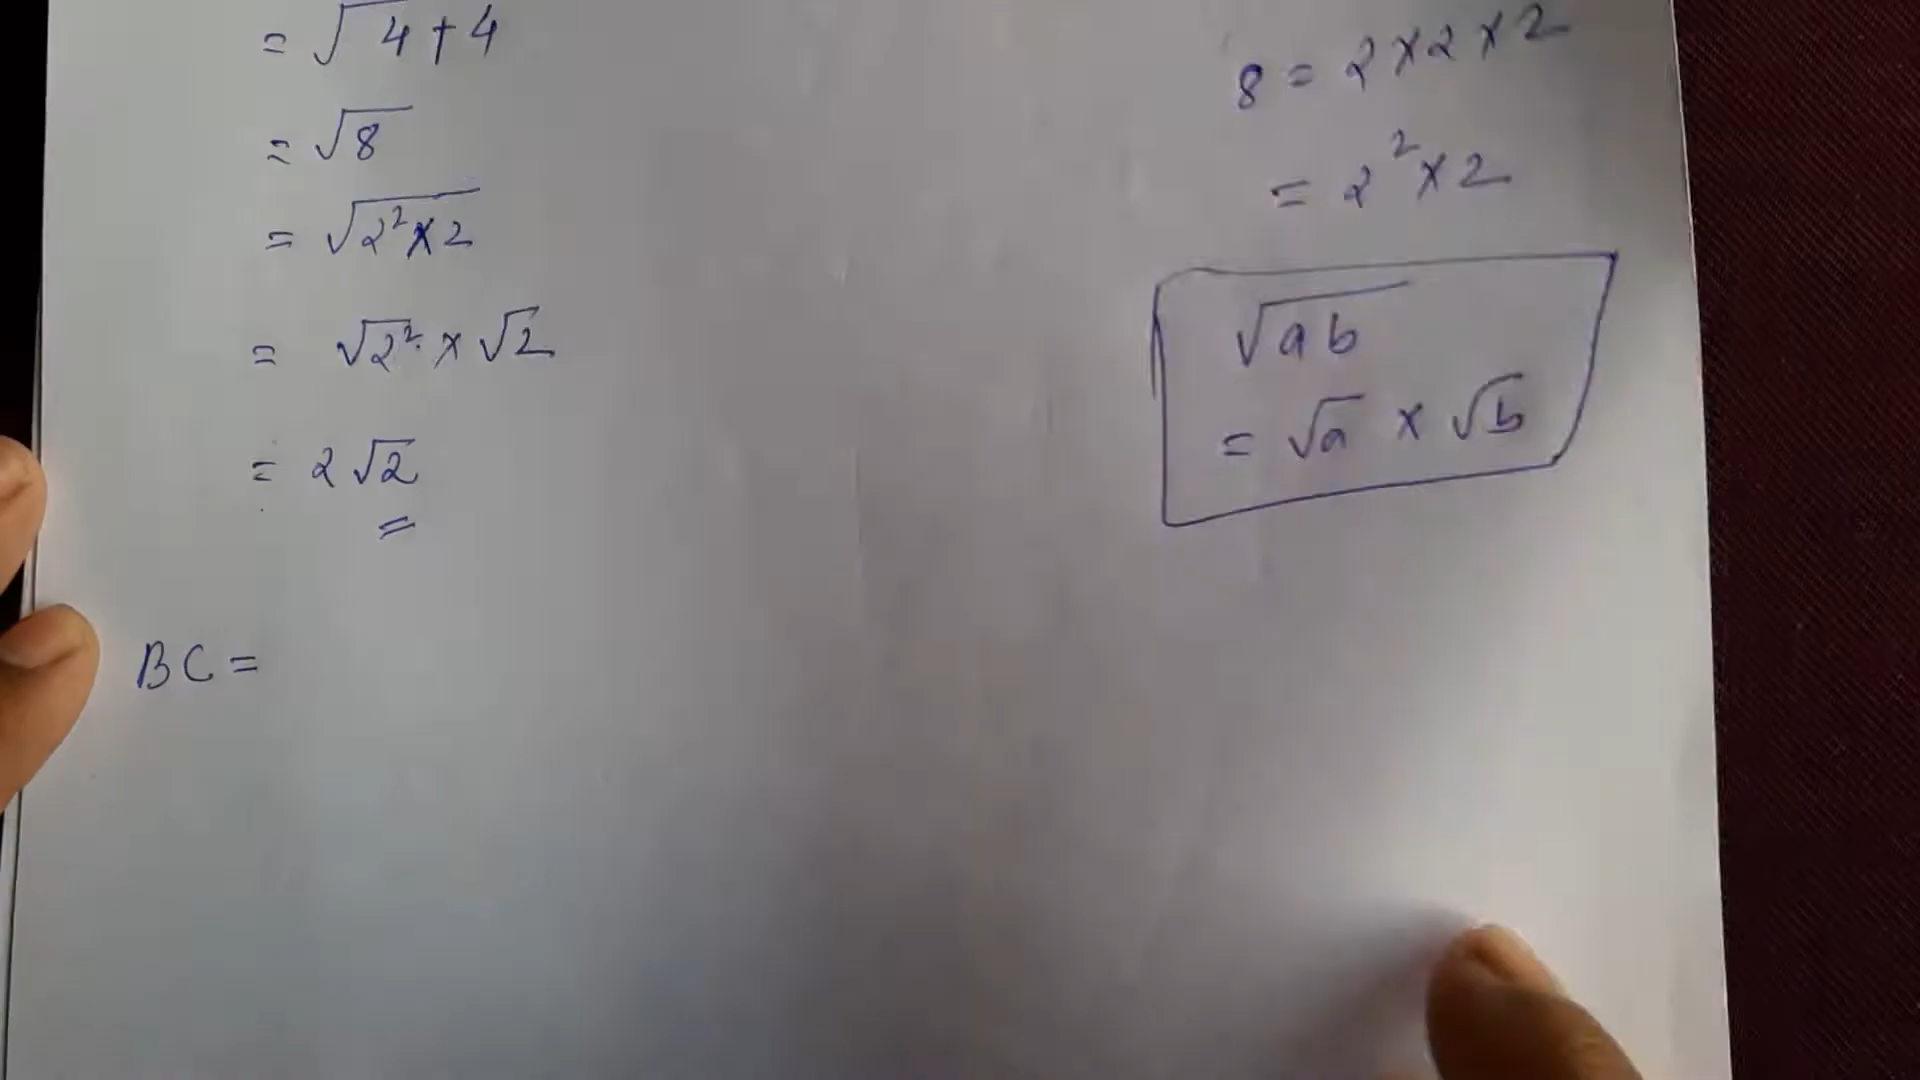 = √4+4
= √8
= √2²×2
= √2² × √2
= 2√2
BC =
8 = 2×2×2
= 2²×2
√ab
= √a × √b